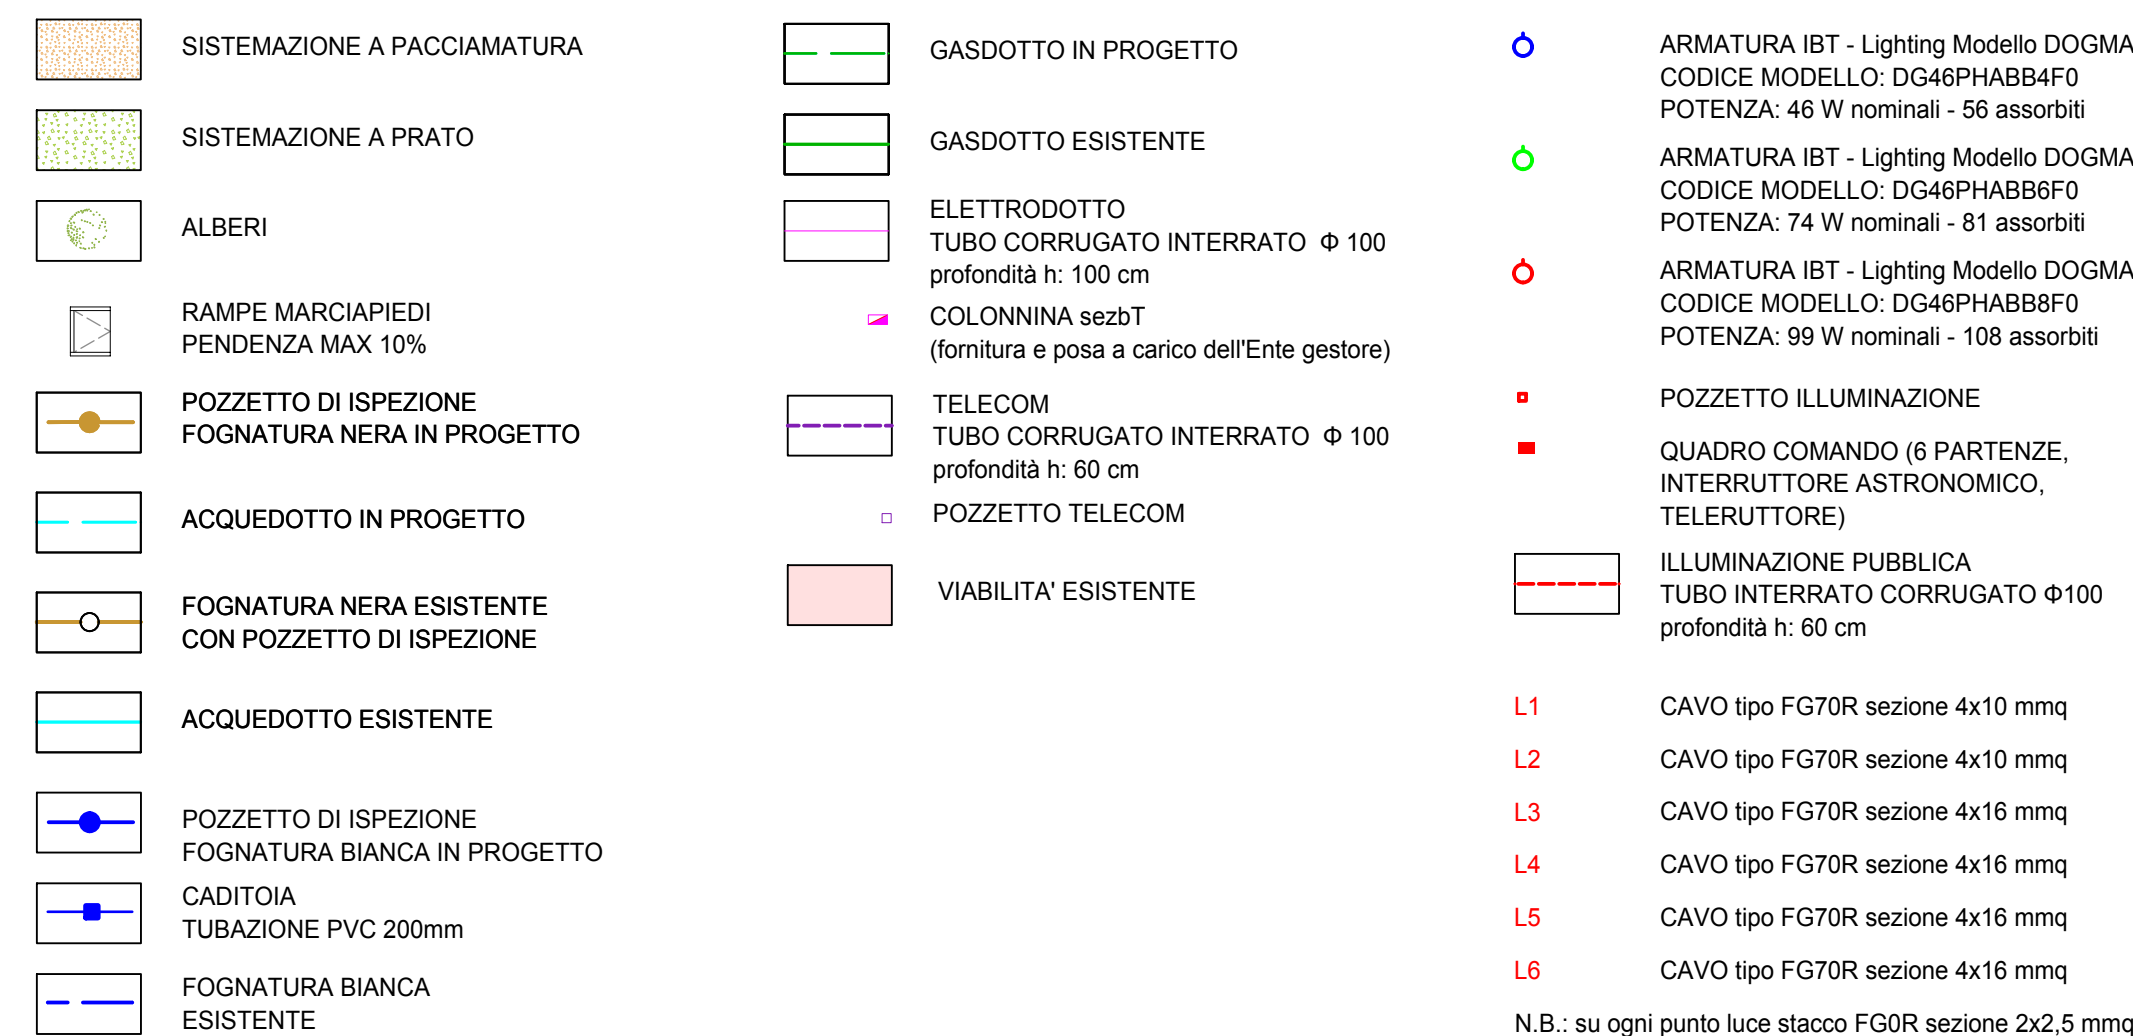 SISTEMAZIONE A PACCIAMATURA
SISTEMAZIONE A PRATO
ALBERI
RAMPE MARCIAPIEDI
PENDENZA MAX 10%
POZZETTO DI ISPEZIONE
FOGNATURA NERA IN PROGETTO
ACQUEDOTTO IN PROGETTO
FOGNATURA NERA ESISTENTE
CON POZZETTO DI ISPEZIONE
ACQUEDOTTO ESISTENTE
POZZETTO DI ISPEZIONE
FOGNATURA BIANCA IN PROGETTO
CADITOIA
TUBAZIONE PVC 200mm
FOGNATURA BIANCA
ESISTENTE
GASDOTTO IN PROGETTO
GASDOTTO ESISTENTE
ELETTRODOTTO
TUBO CORRUGATO INTERRATO Φ 100
profondità h: 100 cm
COLONNINA sezbT
(fornitura e posa a carico dell'Ente gestore)
TELECOM
TUBO CORRUGATO INTERRATO Φ 100
profondità h: 60 cm
POZZETTO TELECOM
VIABILITA' ESISTENTE
ARMATURA IBT - Lighting Modello DOGMA
CODICE MODELLO: DG46PHABB4F0
POTENZA: 46 W nominali - 56 assorbiti
ARMATURA IBT - Lighting Modello DOGMA
CODICE MODELLO: DG46PHABB6F0
POTENZA: 74 W nominali - 81 assorbiti
ARMATURA IBT - Lighting Modello DOGMA
CODICE MODELLO: DG46PHABB8F0
POTENZA: 99 W nominali - 108 assorbiti
POZZETTO ILLUMINAZIONE
QUADRO COMANDO (6 PARTENZE,
INTERRUTTORE ASTRONOMICO,
TELERUTTORE)
ILLUMINAZIONE PUBBLICA
TUBO INTERRATO CORRUGATO Φ100
profondità h: 60 cm
L1 CAVO tipo FG70R sezione 4x10 mmq
L2 CAVO tipo FG70R sezione 4x10 mmq
L3 CAVO tipo FG70R sezione 4x16 mmq
L4 CAVO tipo FG70R sezione 4x16 mmq
L5 CAVO tipo FG70R sezione 4x16 mmq
L6 CAVO tipo FG70R sezione 4x16 mmq
N.B.: su ogni punto luce stacco FG0R sezione 2x2,5 mmq